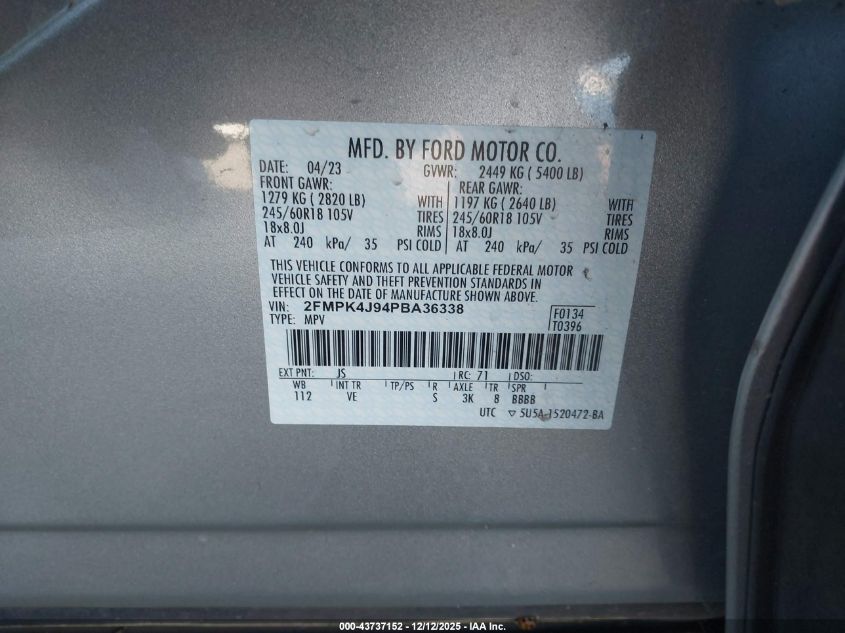 MFD. BY FORD MOTOR CO.
DATE: 04/23 GVWR: 2449 KG ( 5400 LB)
FRONT GAWR: REAR GAWR:
1279 KG ( 2820 LB) WITH 1197 KG ( 2640 LB) WITH
245/60R18 105V TIRES 245/60R18 105V TIRES
18x8.0J RIMS 18x8.0J RIMS
AT 240 kPa/ 35 PSI COLD AT 240 kPa/ 35 PSI COLD
THIS VEHICLE CONFORMS TO ALL APPLICABLE FEDERAL MOTOR
VEHICLE SAFETY AND THEFT PREVENTION STANDARDS IN
EFFECT ON THE DATE OF MANUFACTURE SHOWN ABOVE.
VIN: 2FMPK4J94PBA36338 F0134
TYPE: MPV T0396
EXT PNT: JS RC: 71 DSO:
WB INT TR TP/PS R AXLE TR SPR
112 VE S 3K 8 BBBB
UTC ▽ 5U5A-1520472-BA
000-43737152 - 12/12/2025 - IAA Inc.